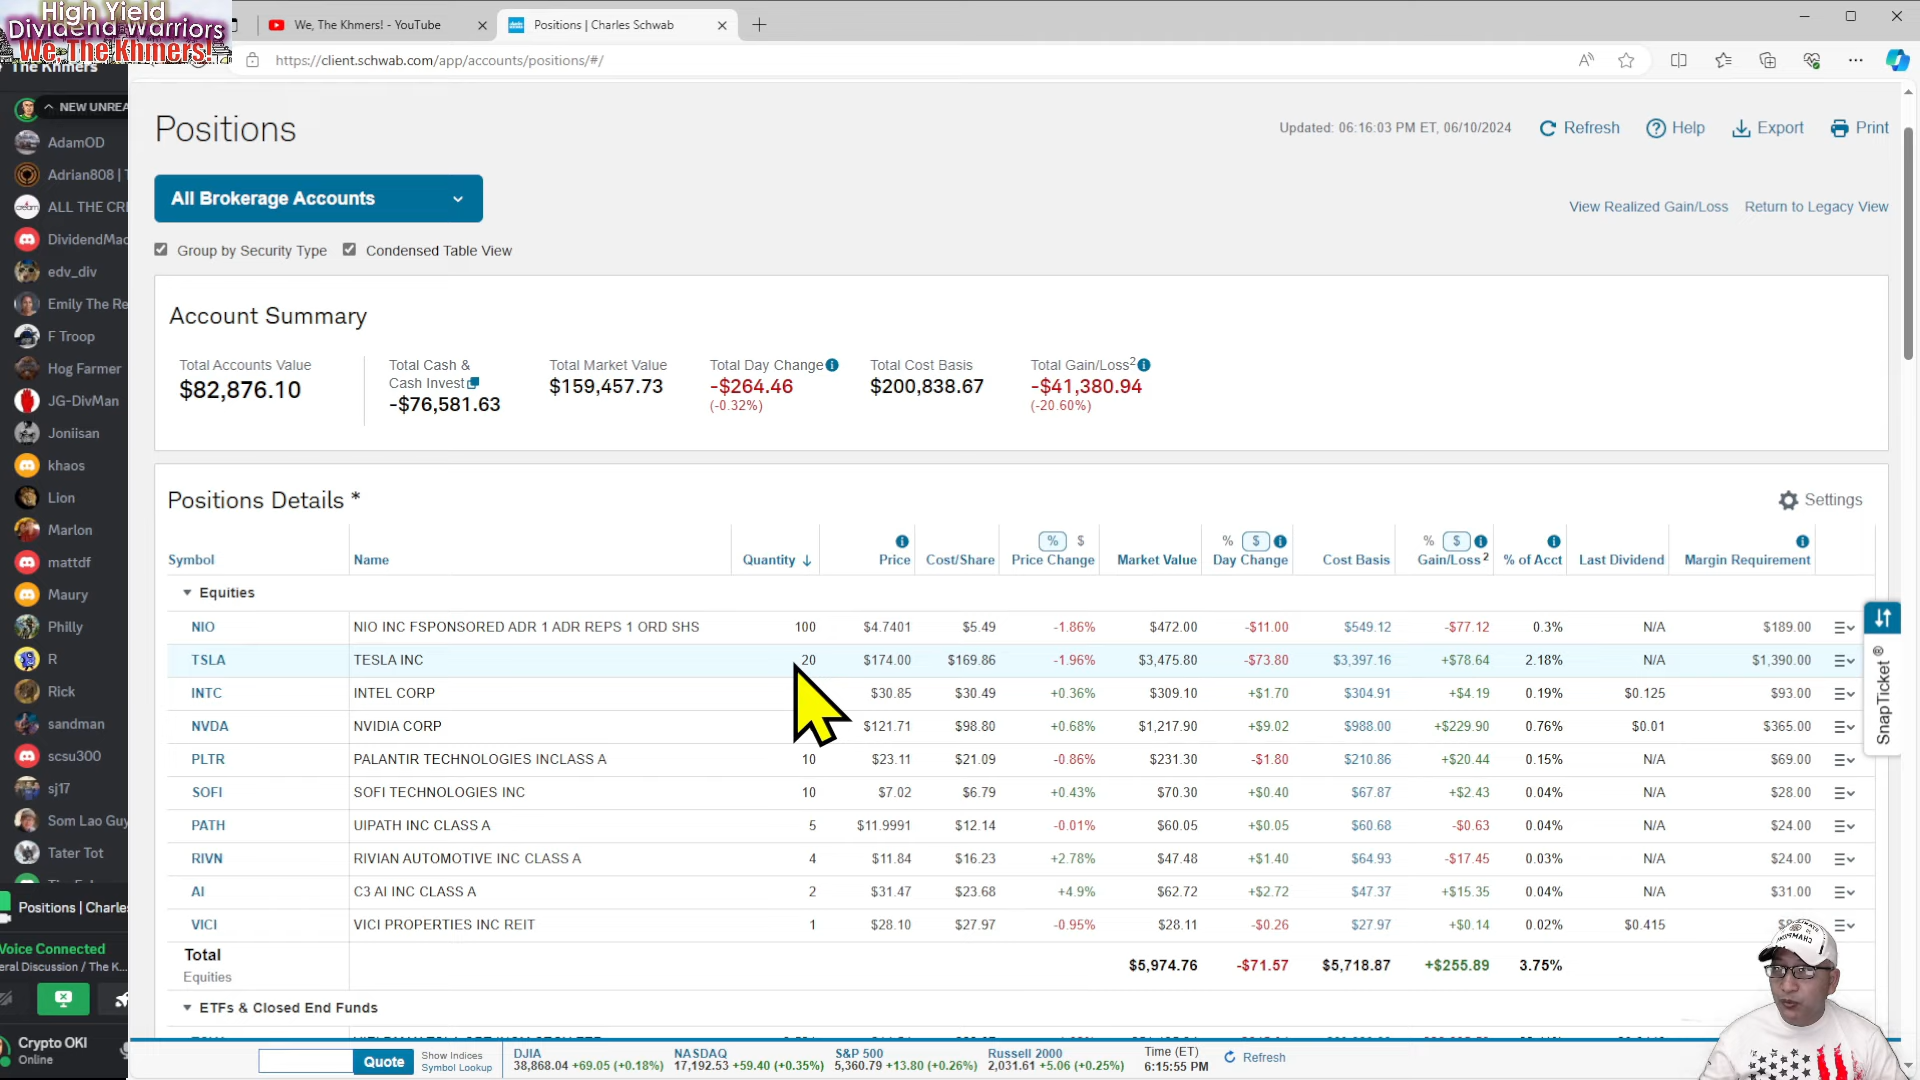 High Yield
Dividend Warriors
We The Khmers!
The Khmers
We, The Khmers! - YouTube
Positions | Charles Schwab
https://client.schwab.com/app/accounts/positions/#/
NEW UNREA
AdamOD
Adrian808 |
ALL THE CR
DividendMac
edv_div
Emily The Re
F Troop
Hog Farmer
JG-DivMan
Joniisan
khaos
Lion
Marlon
mattdf
Maury
Philly
R
Rick
sandman
scsu300
sj17
Som Lao Guy
Tater Tot
Positions | Charles
Voice Connected
eral Discussion / The K...
Crypto OKI
Online
Positions
Updated: 06:16:03 PM ET, 06/10/2024
Refresh
Help
Export
Print
All Brokerage Accounts
View Realized Gain/Loss
Return to Legacy View
Group by Security Type
Condensed Table View
Account Summary
Total Accounts Value
$82,876.10
Total Cash &
Cash Invest
-$76,581.63
Total Market Value
$159,457.73
Total Day Change
-$264.46
(-0.32%)
Total Cost Basis
$200,838.67
Total Gain/Loss2
-$41,380.94
(-20.60%)
Positions Details *
Settings
Symbol Name Quantity Price Cost/Share % $ Price Change Market Value % $ Day Change Cost Basis % $ Gain/Loss 2 % of Acct Last Dividend Margin Requirement
Equities
NIO NIO INC FSPONSORED ADR 1 ADR REPS 1 ORD SHS 100 $4.7401 $5.49 -1.86% $472.00 -$11.00 $549.12 -$77.12 0.3% N/A $189.00
TSLA TESLA INC 20 $174.00 $169.86 -1.96% $3,475.80 -$73.80 $3,397.16 +$78.64 2.18% N/A $1,390.00
INTC INTEL CORP $30.85 $30.49 +0.36% $309.10 +$1.70 $304.91 +$4.19 0.19% $0.125 $93.00
NVDA NVIDIA CORP $121.71 $98.80 +0.68% $1,217.90 +$9.02 $988.00 +$229.90 0.76% $0.01 $365.00
PLTR PALANTIR TECHNOLOGIES INCLASS A 10 $23.11 $21.09 -0.86% $231.30 -$1.80 $210.86 +$20.44 0.15% N/A $69.00
SOFI SOFI TECHNOLOGIES INC 10 $7.02 $6.79 +0.43% $70.30 +$0.40 $67.87 +$2.43 0.04% N/A $28.00
PATH UIPATH INC CLASS A 5 $11.9991 $12.14 -0.01% $60.05 +$0.05 $60.68 -$0.63 0.04% N/A $24.00
RIVN RIVIAN AUTOMOTIVE INC CLASS A 4 $11.84 $16.23 +2.78% $47.48 +$1.40 $64.93 -$17.45 0.03% N/A $24.00
AI C3 AI INC CLASS A 2 $31.47 $23.68 +4.9% $62.72 +$2.72 $47.37 +$15.35 0.04% N/A $31.00
VICI VICI PROPERTIES INC REIT 1 $28.10 $27.97 -0.95% $28.11 -$0.26 $27.97 +$0.14 0.02% $0.415
Total
Equities
$5,974.76 -$71.57 $5,718.87 +$255.89 3.75%
ETFs & Closed End Funds
SnapTicket ®
Quote
Show Indices
Symbol Lookup
DJIA
38,868.04 +69.05 (+0.18%)
NASDAQ
17,192.53 +59.40 (+0.35%)
S&P 500
5,360.79 +13.80 (+0.26%)
Russell 2000
2,031.61 +5.06 (+0.25%)
Time (ET)
6:15:55 PM
Refresh